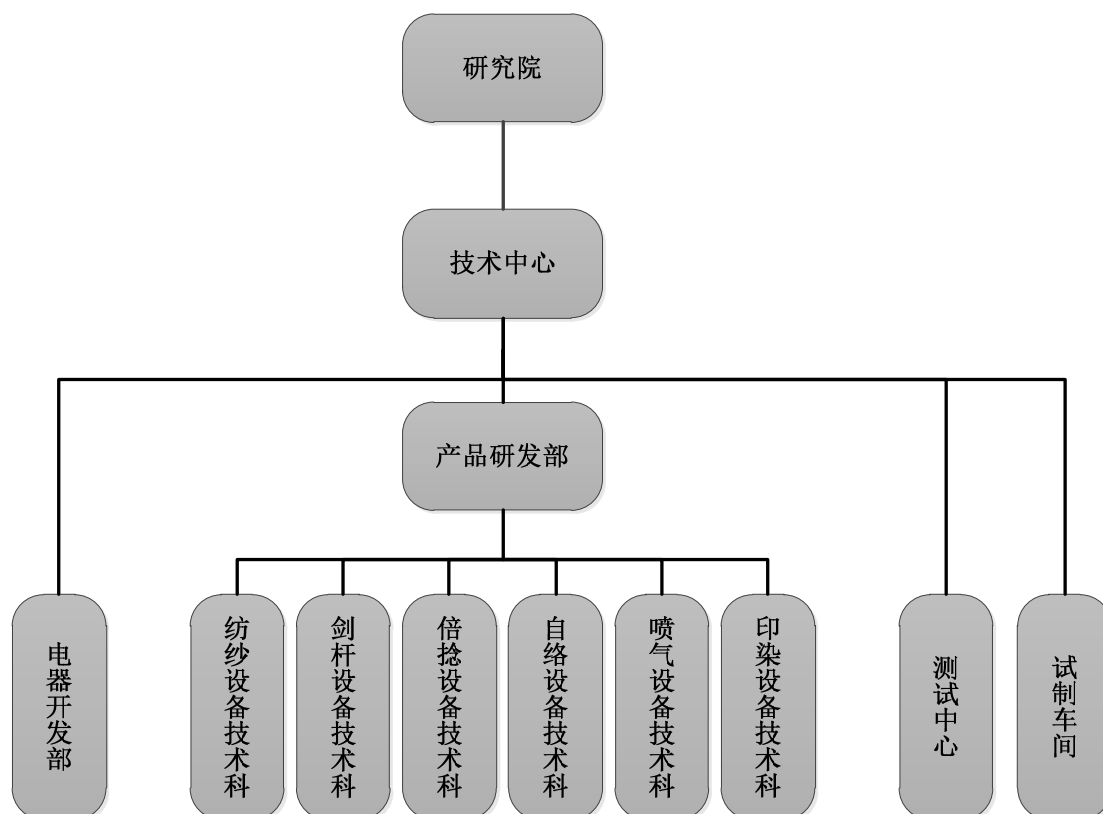 研究院
技术中心
产品研发部
电器开发部
纺纱设备技术科
剑杆设备技术科
倍捻设备技术科
自络设备技术科
喷气设备技术科
印染设备技术科
测试中心
试制车间